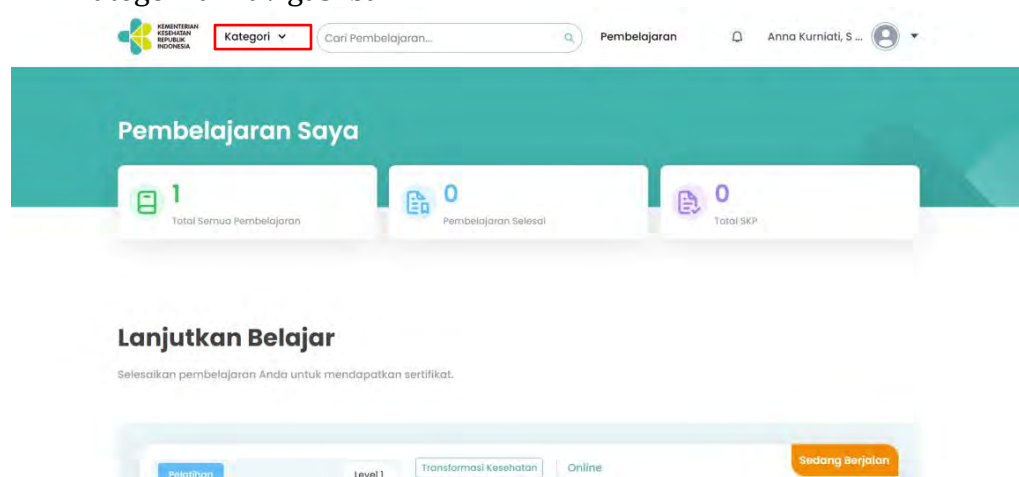 KEMENTERIAN
KESEHATAN
REPUBLIK
INDONESIA
Kategori
Cari Pembelajaran...
Pembelajaran
Anna Kurniati, S ...
Pembelajaran Saya
1
Total Semua Pembelajaran
0
Pembelajaran Selesai
0
Total SKP
Lanjutkan Belajar
Selesaikan pembelajaran Anda untuk mendapatkan sertifikat.
Pelatihan
Level 1
Transformasi Kesehatan
Online
Sedang Berjalan